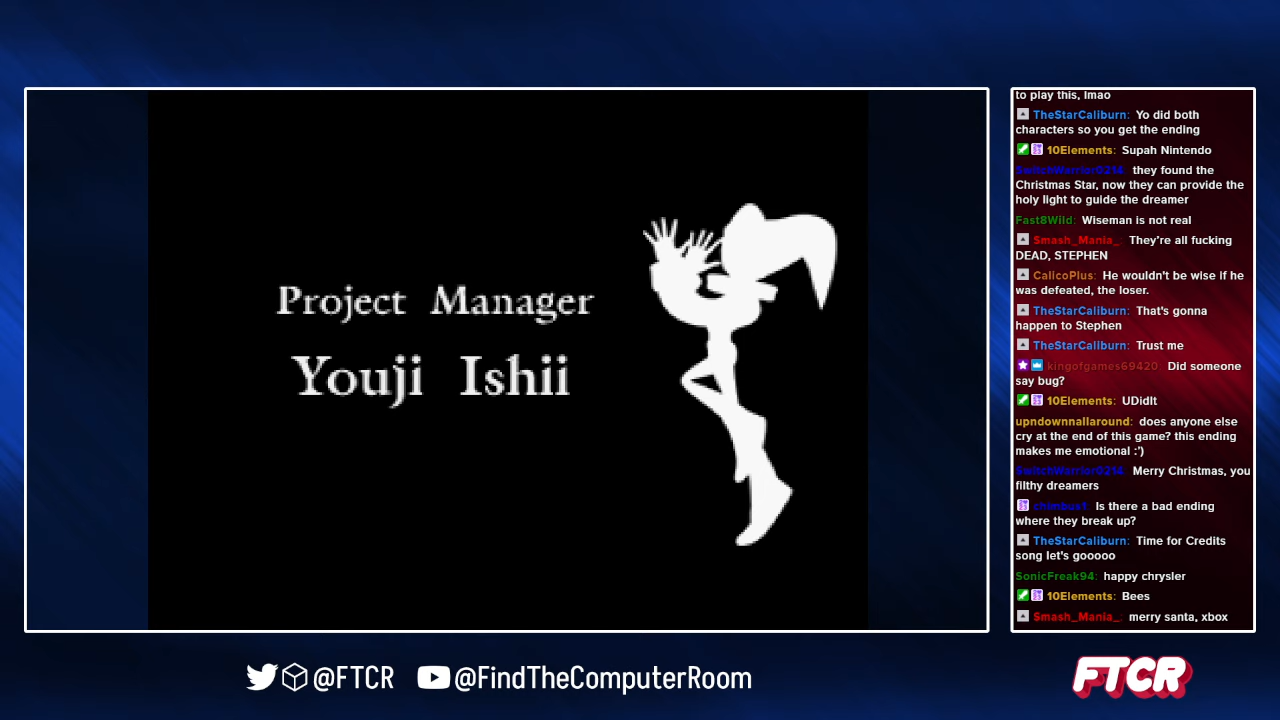 Project Manager
Youji Ishii
to play this, lmao
TheStarCaliburn: Yo did both
characters so you get the ending
10Elements: Supah Nintendo
SwitchWarrior0214: they found the
Christmas Star, now they can provide the
holy light to guide the dreamer
Fast8Wild: Wiseman is not real
Smash_Mania_: They're all fucking
DEAD, STEPHEN
CalicoPlus: He wouldn't be wise if he
was defeated, the loser.
TheStarCaliburn: That's gonna
happen to Stephen
TheStarCaliburn: Trust me
kingofgames69420: Did someone
say bug?
10Elements: UDidIt
upndownnallaround: does anyone else
cry at the end of this game? this ending
makes me emotional :')
SwitchWarrior0214: Merry Christmas, you
filthy dreamers
Is there a bad ending
where they break up?
TheStarCaliburn: Time for Credits
song let's gooooo
SonicFreak94: happy chrysler
10Elements: Bees
Smash_Mania_: merry santa, xbox
@FTCR
@FindTheComputerRoom
FTCR